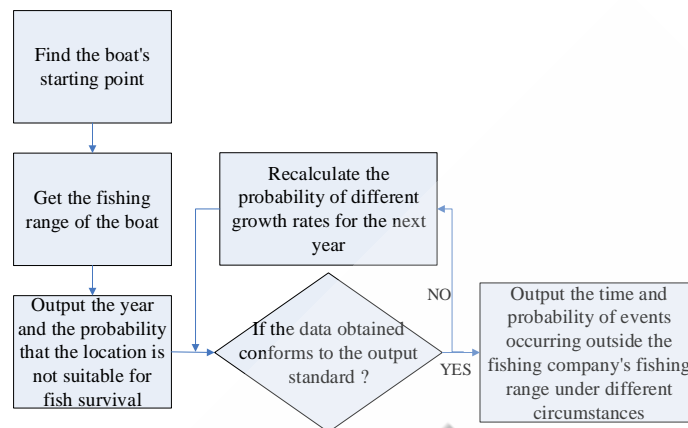 Find the boat's
starting point
Get the fishing
range of the boat
Output the year
and the probability
that the location is
not suitable for
fish survival
Recalculate the
probability of different
growth rates for the next
year
If the data obtained
conforms to the output
standard ?
NO
YES
Output the time and
probability of events
occurring outside the
fishing company's fishing
range under different
circumstances